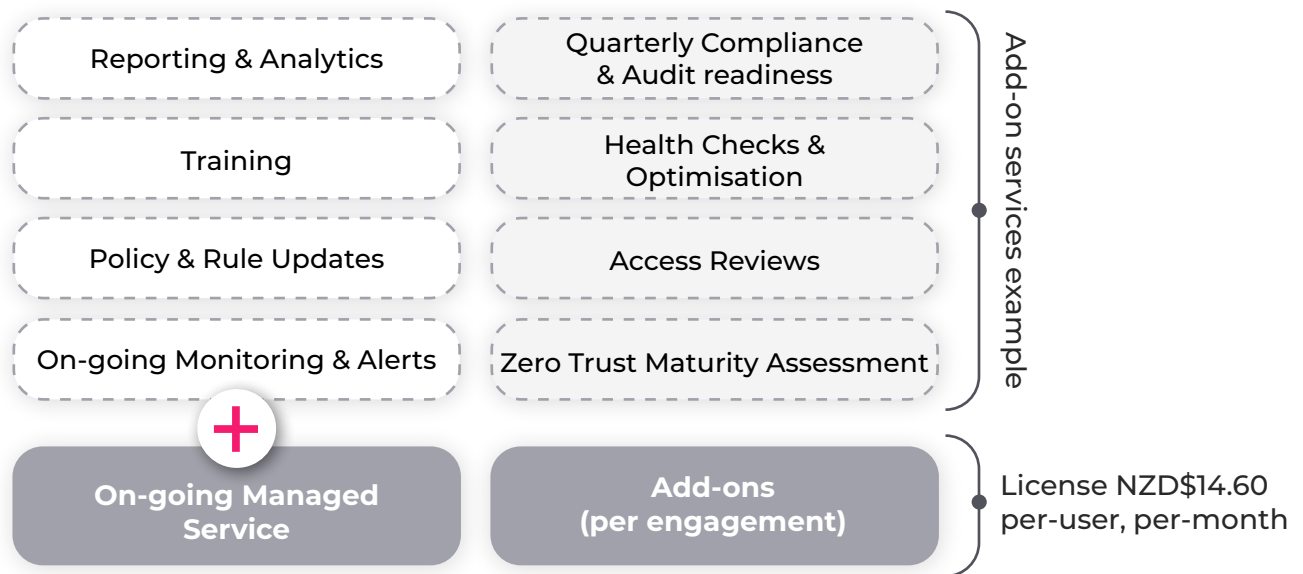 Reporting & Analytics
Quarterly Compliance
& Audit readiness
Training
Health Checks &
Optimisation
Policy & Rule Updates
Access Reviews
On-going Monitoring & Alerts
Zero Trust Maturity Assessment
Add-on services example
+
On-going Managed
Service
Add-ons
(per engagement)
License NZD$14.60
per-user, per-month